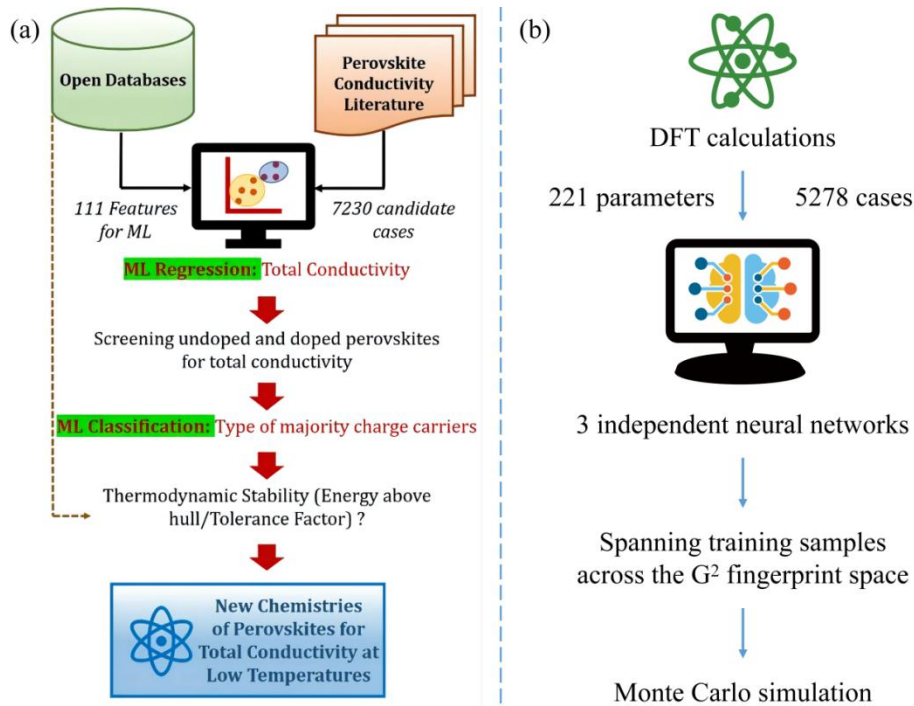 (a)
Open Databases
Perovskite
Conductivity
Literature
111 Features
for ML
7230 candidate
cases
ML Regression: Total Conductivity
Screening undoped and doped perovskites
for total conductivity
ML Classification: Type of majority charge carriers
Thermodynamic Stability (Energy above
hull/Tolerance Factor) ?
New Chemistries
of Perovskites for
Total Conductivity at
Low Temperatures
(b)
DFT calculations
221 parameters
5278 cases
3 independent neural networks
Spanning training samples
across the G² fingerprint space
Monte Carlo simulation